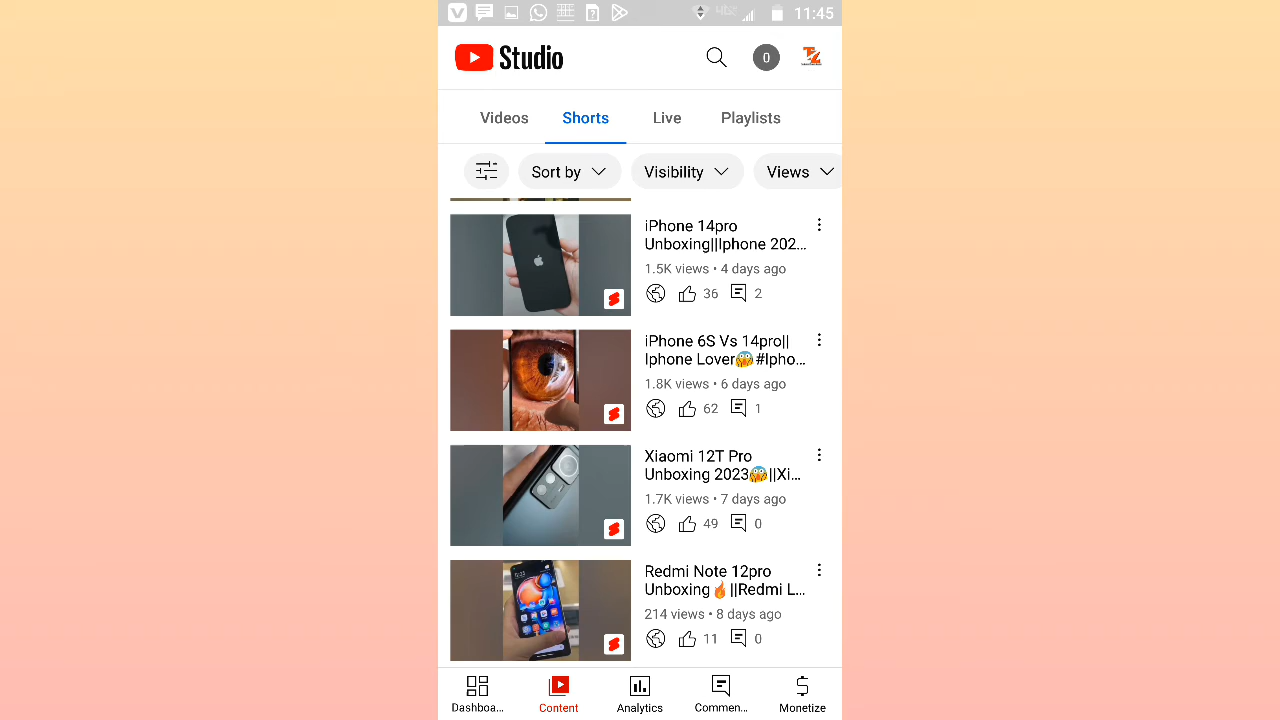 11:45
Studio
0
Videos Shorts Live Playlists
Sort by Visibility Views
iPhone 14pro
Unboxing||Iphone 202...
1.5K views • 4 days ago
36 2
iPhone 6S Vs 14pro||
Iphone Lover😱#Ipho...
1.8K views • 6 days ago
62 1
Xiaomi 12T Pro
Unboxing 2023😱||Xi...
1.7K views • 7 days ago
49 0
Redmi Note 12pro
Unboxing🔥||Redmi L...
214 views • 8 days ago
11 0
Dashboa... Content Analytics Commen... Monetize